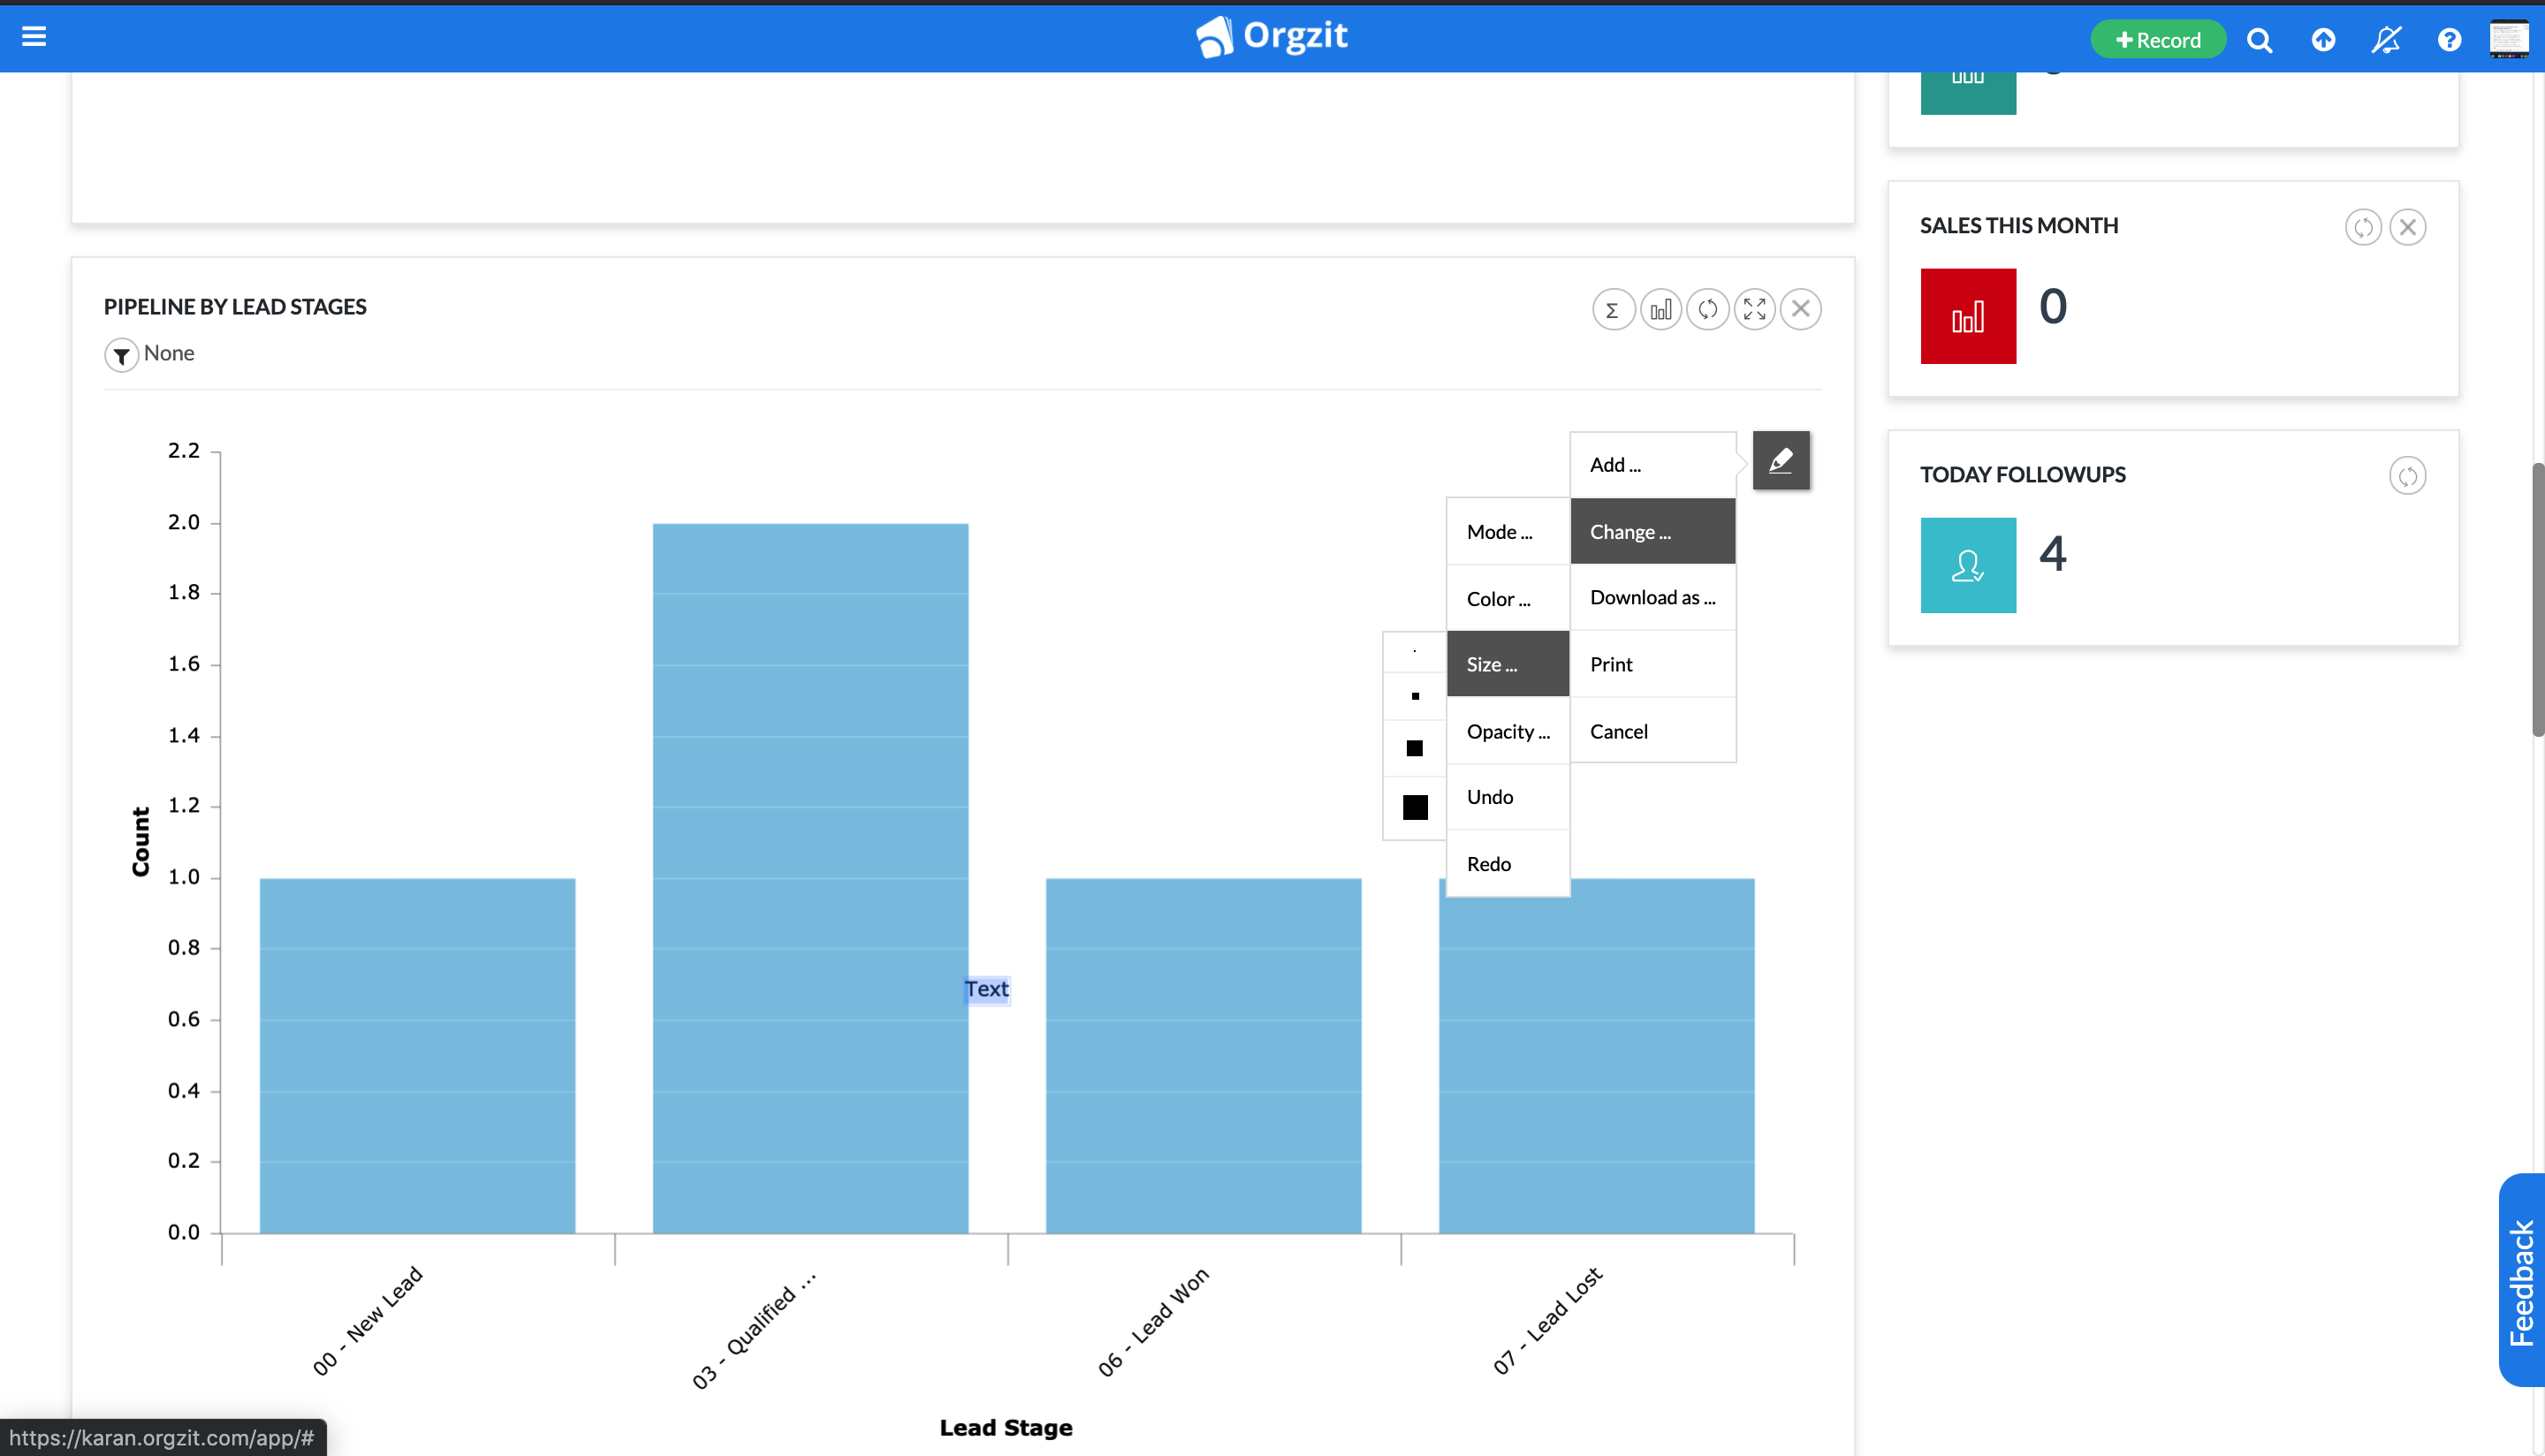 Orgzit
Record
PIPELINE BY LEAD STAGES
None
2.2
2.0
1.8
1.6
1.4
1.2
1.0
0.8
0.6
0.4
0.2
0.0
Count
Text
00 - New Lead
03 - Qualified ...
06 - Lead Won
07 - Lead Lost
Lead Stage
Add ...
Change ...
Download as ...
Print
Cancel
Mode ...
Color ...
Size ...
Opacity ...
Undo
Redo
SALES THIS MONTH
0
TODAY FOLLOWUPS
4
Feedback
https://karan.orgzit.com/app/#